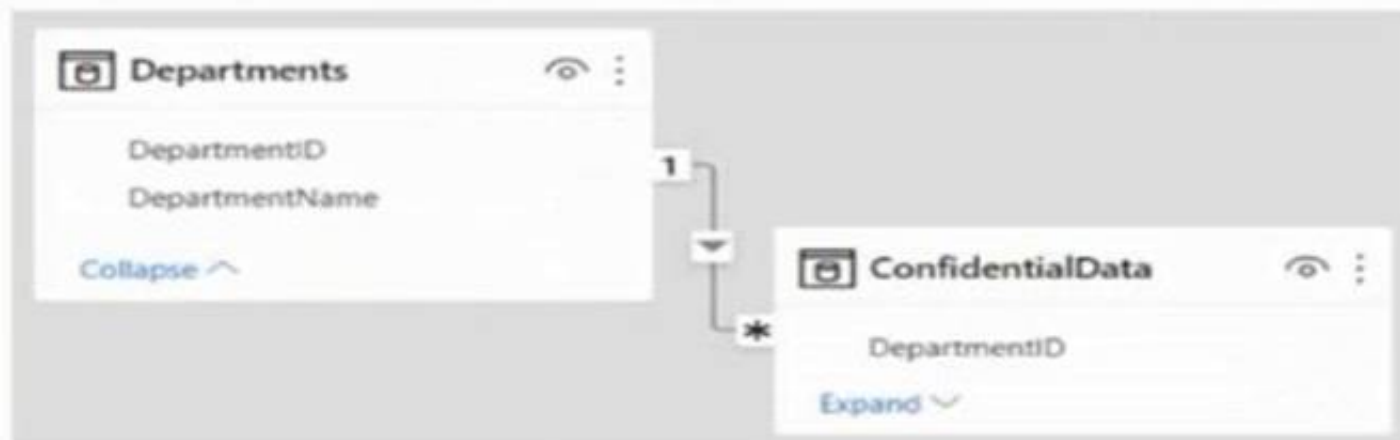 Departments
DepartmentID
DepartmentName
Collapse
1
*
ConfidentialData
DepartmentID
Expand